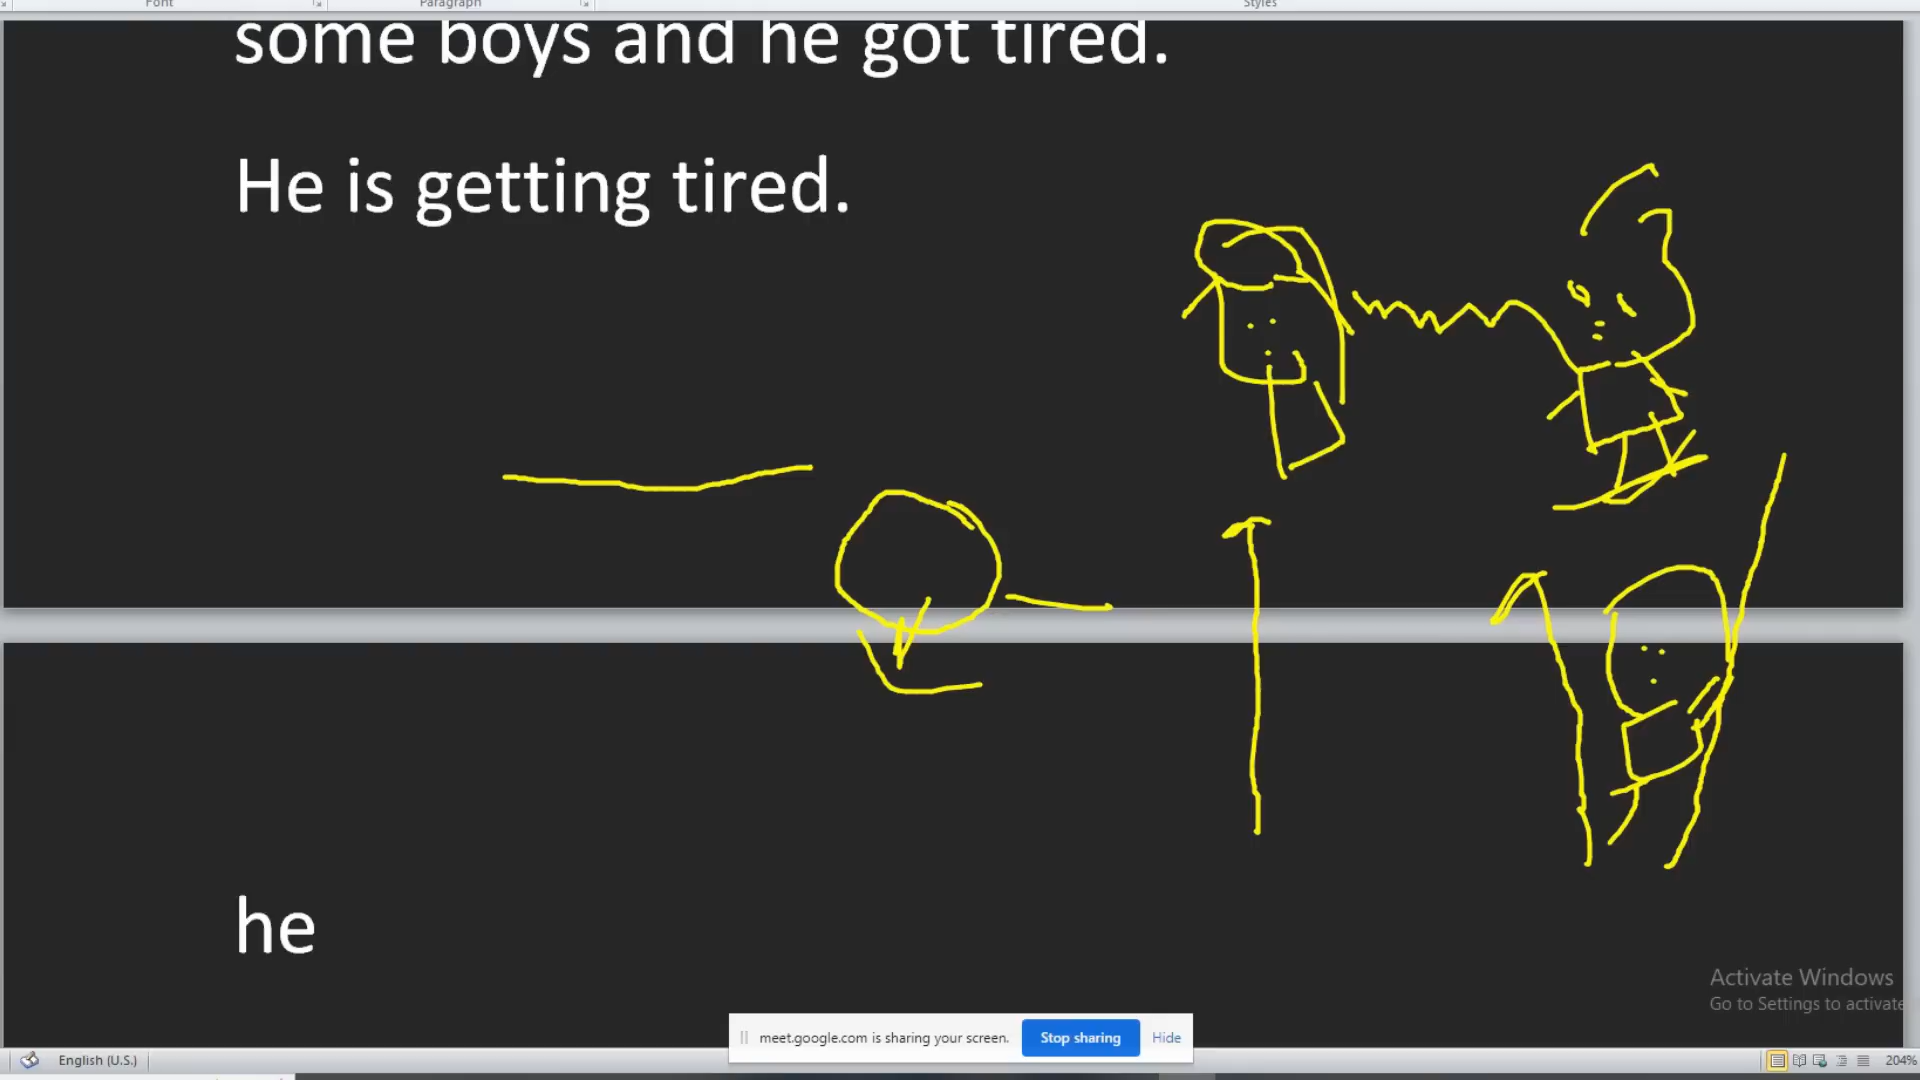 Font Paragraph Styles
some boys and he got tired.
He is getting tired.
he
Activate Windows
Go to Settings to activate
meet.google.com is sharing your screen. Stop sharing Hide
English (U.S.) 204%